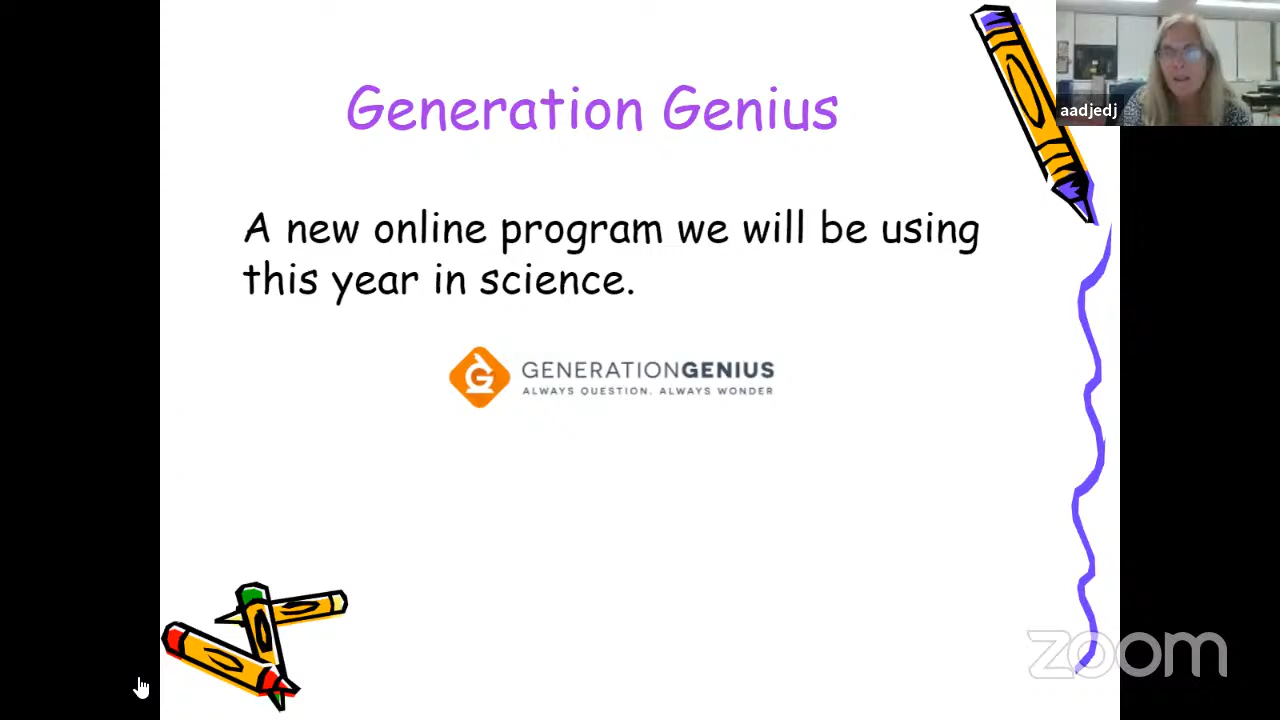 Generation Genius
aadjedj
A new online program we will be using
this year in science.
G
GENERATIONGENIUS
ALWAYS QUESTION. ALWAYS WONDER
zoom